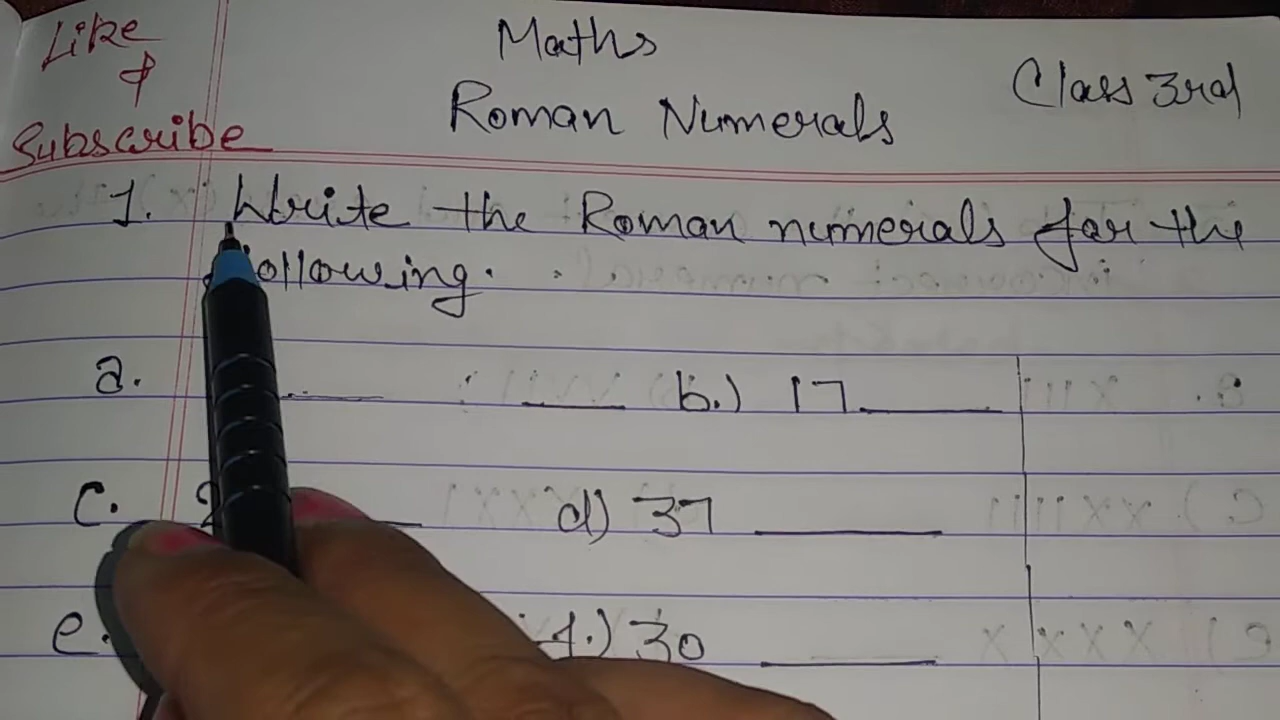 Like
&
Subscribe
Maths
Roman Numerals
Class 3rd
1. Write the Roman numerals for the
following.
a. b.) 17
c. d) 37
e. f.) 30